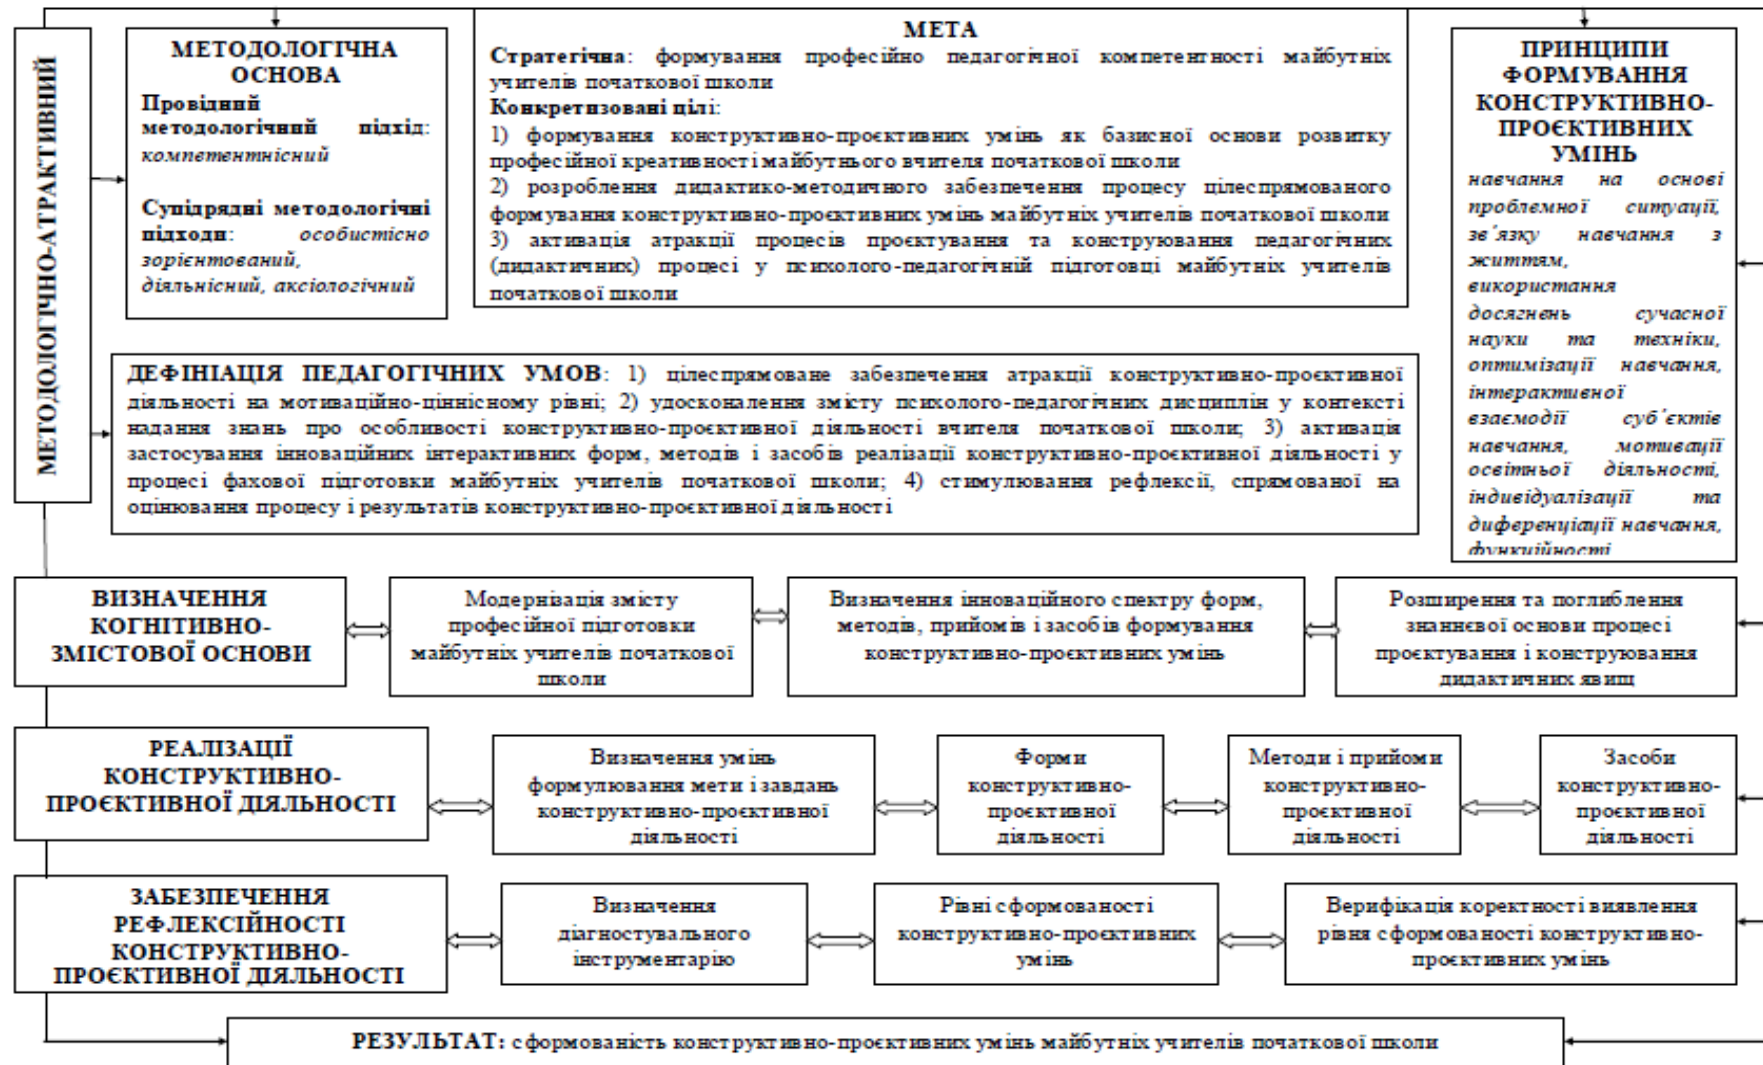 МЕТОДОЛОГІЧНО-АТРАКТИВНИЙ
МЕТОДОЛОГІЧНА
ОСНОВА
Провідний
методологічний підхід:
компетентнісний
Супідрядні методологічні
підходи: особистісно
зорієнтований,
діяльнісний, аксіологічний
МЕТА
Стратегічна: формування професійно педагогічної компетентності майбутніх
учителів початкової школи
Конкретизовані цілі:
1) формування конструктивно-проєктивних умінь як базисної основи розвитку
професійної креативності майбутнього вчителя початкової школи
2) розроблення дидактико-методичного забезпечення процесу цілеспрямованого
формування конструктивно-проєктивних умінь майбутніх учителів початкової школи
3) активація атракції процесів проєктування та конструювання педагогічних
(дидактичних) процесі у психолого-педагогічній підготовці майбутніх учителів
початкової школи
ПРИНЦИПИ
ФОРМУВАННЯ
КОНСТРУКТИВНО-
ПРОЄКТИВНИХ
УМІНЬ
навчання на основі
проблемної ситуації,
зв᾽язку навчання з
життям,
використання
досягнень сучасної
науки та техніки,
оптимізації навчання,
інтерактивної
взаємодії суб᾽єктів
навчання, мотивації
освітньої діяльності,
індивідуалізації та
диференціації навчання,
функційності
ДЕФІНІАЦІЯ ПЕДАГОГІЧНИХ УМОВ: 1) цілеспрямоване забезпечення атракції конструктивно-проєктивної
діяльності на мотиваційно-ціннісному рівні; 2) удосконалення змісту психолого-педагогічних дисциплін у контексті
надання знань про особливості конструктивно-проєктивної діяльності вчителя початкової школи; 3) активація
застосування інноваційних інтерактивних форм, методів і засобів реалізації конструктивно-проєктивної діяльності у
процесі фахової підготовки майбутніх учителів початкової школи; 4) стимулювання рефлексії, спрямованої на
оцінювання процесу і результатів конструктивно-проєктивної діяльності
ВИЗНАЧЕННЯ
КОГНІТИВНО-
ЗМІСТОВОЇ ОСНОВИ
Модернізація змісту
професійної підготовки
майбутніх учителів початкової
школи
Визначення інноваційного спектру форм,
методів, прийомів і засобів формування
конструктивно-проєктивних умінь
Розширення та поглиблення
знаннєвої основи процесі
проєктування і конструювання
дидактичних явищ
РЕАЛІЗАЦІЇ
КОНСТРУКТИВНО-
ПРОЄКТИВНОЇ ДІЯЛЬНОСТІ
Визначення умінь
формулювання мети і завдань
конструктивно-проєктивної
діяльності
Форми
конструктивно-
проєктивної
діяльності
Методи і прийоми
конструктивно-
проєктивної
діяльності
Засоби
конструктивно-
проєктивної
діяльності
ЗАБЕЗПЕЧЕННЯ
РЕФЛЕКСІЙНОСТІ
КОНСТРУКТИВНО-
ПРОЄКТИВНОЇ ДІЯЛЬНОСТІ
Визначення
діагностувального
інструментарію
Рівні сформованості
конструктивно-проєктивних
умінь
Верифікація коректності виявлення
рівня сформованості конструктивно-
проєктивних умінь
РЕЗУЛЬТАТ: сформованість конструктивно-проєктивних умінь майбутніх учителів початкової школи